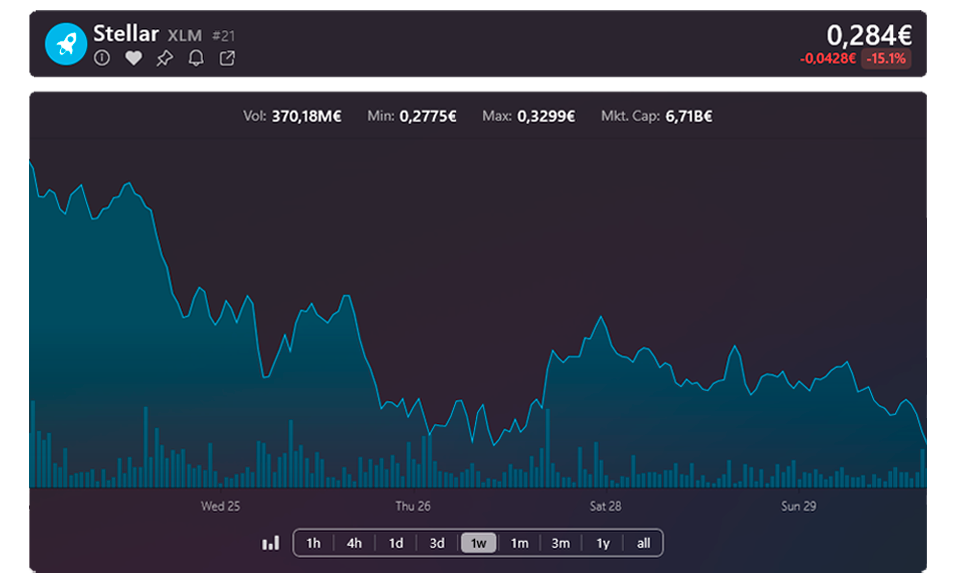 Stellar XLM #21
0,284€
-0,0428€ -15.1%
Vol: 370,18M€ Min: 0,2775€ Max: 0,3299€ Mkt. Cap: 6,71B€
Wed 25 Thu 26 Sat 28 Sun 29
1h 4h 1d 3d 1w 1m 3m 1y all